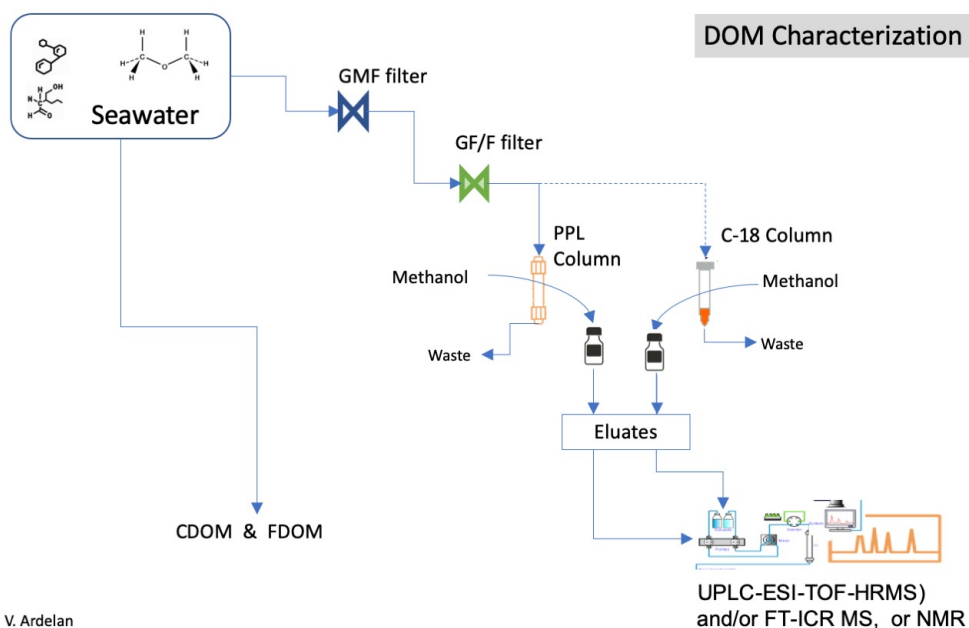 DOM Characterization
H
H
H
C
C
H
H
O
H
H
OH
N
C
H
O
Seawater
GMF filter
GF/F filter
PPL
Column
C-18 Column
Methanol
Methanol
Waste
Waste
Eluates
CDOM & FDOM
UPLC-ESI-TOF-HRMS)
and/or FT-ICR MS, or NMR
V. Ardelan